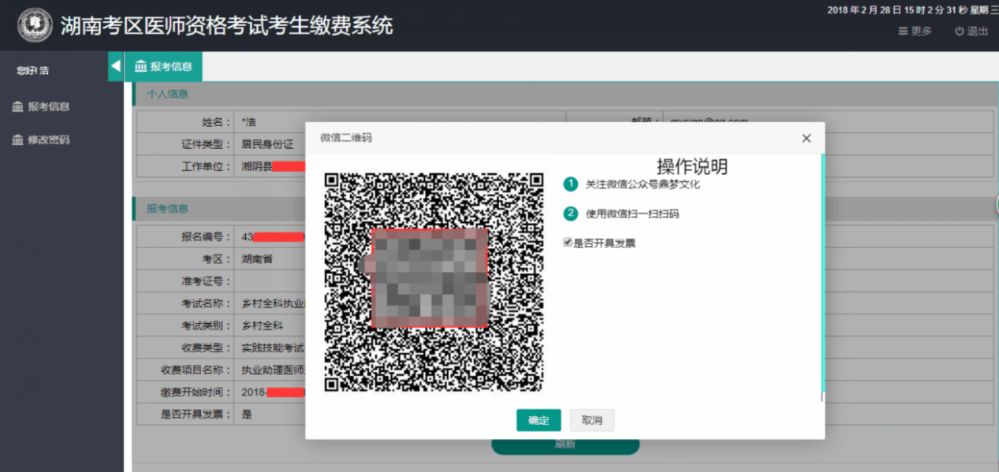 2018 年 2 月 28 日 15 时 2 分 31 秒 星期三
湖南考区医师资格考试考生缴费系统
更多 退出
您好! 浩
报考信息
报考信息
修改密码
个人信息
姓名： *浩
证件类型： 居民身份证
工作单位： 湘阴县
报考信息
报名编号： 43
考区： 湖南省
准考证号：
考试名称： 乡村全科执业
考试类别： 乡村全科
收费类型： 实践技能考试
收费项目名称： 执业助理医师
缴费开始时间： 2018-
是否开具发票： 是
微信二维码
操作说明
1 关注微信公众号鼎梦文化
2 使用微信扫一扫扫码
是否开具发票
确定 取消
刷新